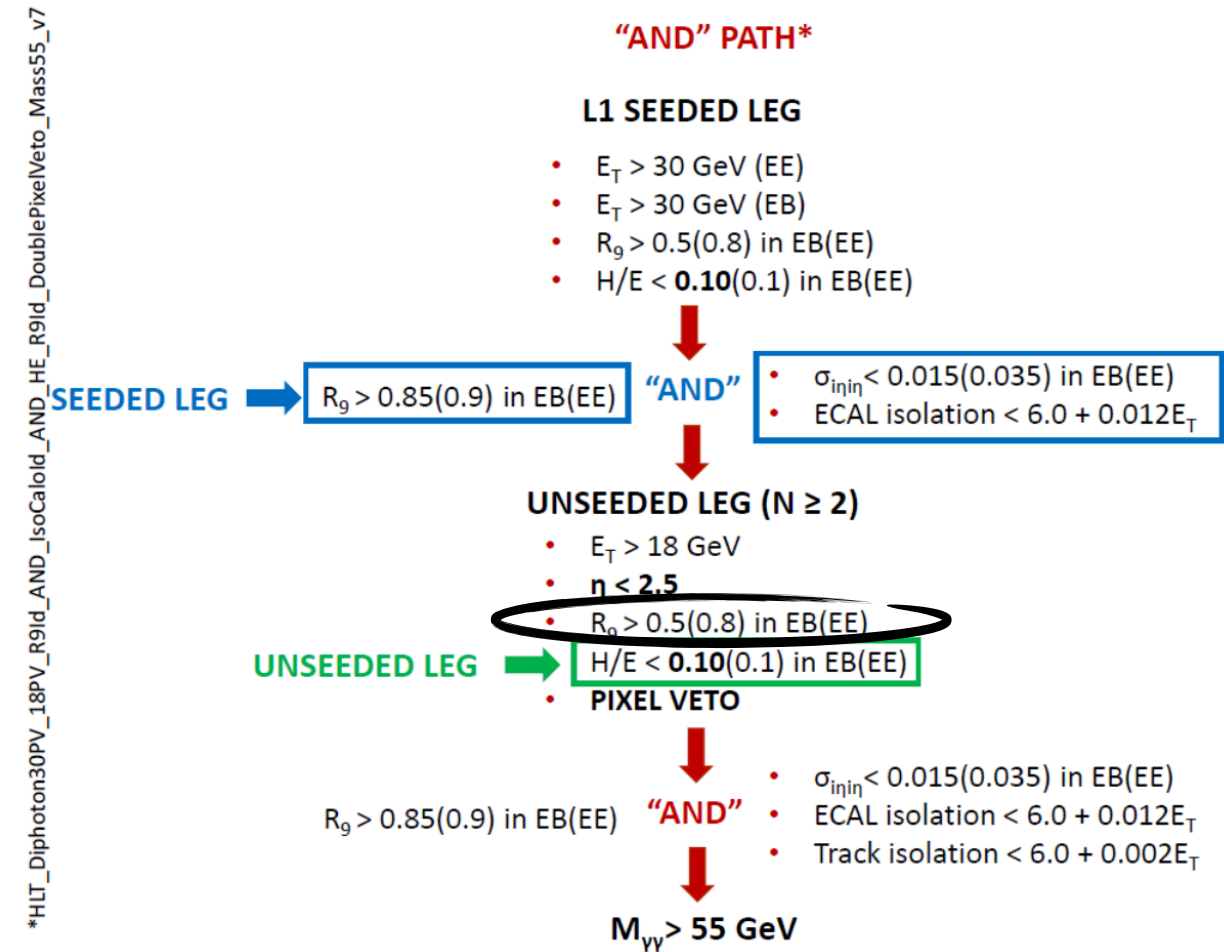 *HLT_Diphoton30PV_18PV_R9Id_AND_IsoCaloId_AND_HE_R9Id_DoublePixelVeto_Mass55_v7
“AND” PATH*
L1 SEEDED LEG
• E_T > 30 GeV (EE)
• E_T > 30 GeV (EB)
• R₉ > 0.5(0.8) in EB(EE)
• H/E < 0.10(0.1) in EB(EE)
SEEDED LEG
R₉ > 0.85(0.9) in EB(EE)
“AND”
• σ_iηiη < 0.015(0.035) in EB(EE)
• ECAL isolation < 6.0 + 0.012E_T
UNSEEDED LEG (N ≥ 2)
• E_T > 18 GeV
• η < 2.5
• R₉ > 0.5(0.8) in EB(EE)
UNSEEDED LEG
H/E < 0.10(0.1) in EB(EE)
• PIXEL VETO
R₉ > 0.85(0.9) in EB(EE)
“AND”
• σ_iηiη < 0.015(0.035) in EB(EE)
• ECAL isolation < 6.0 + 0.012E_T
• Track isolation < 6.0 + 0.002E_T
M_γγ > 55 GeV